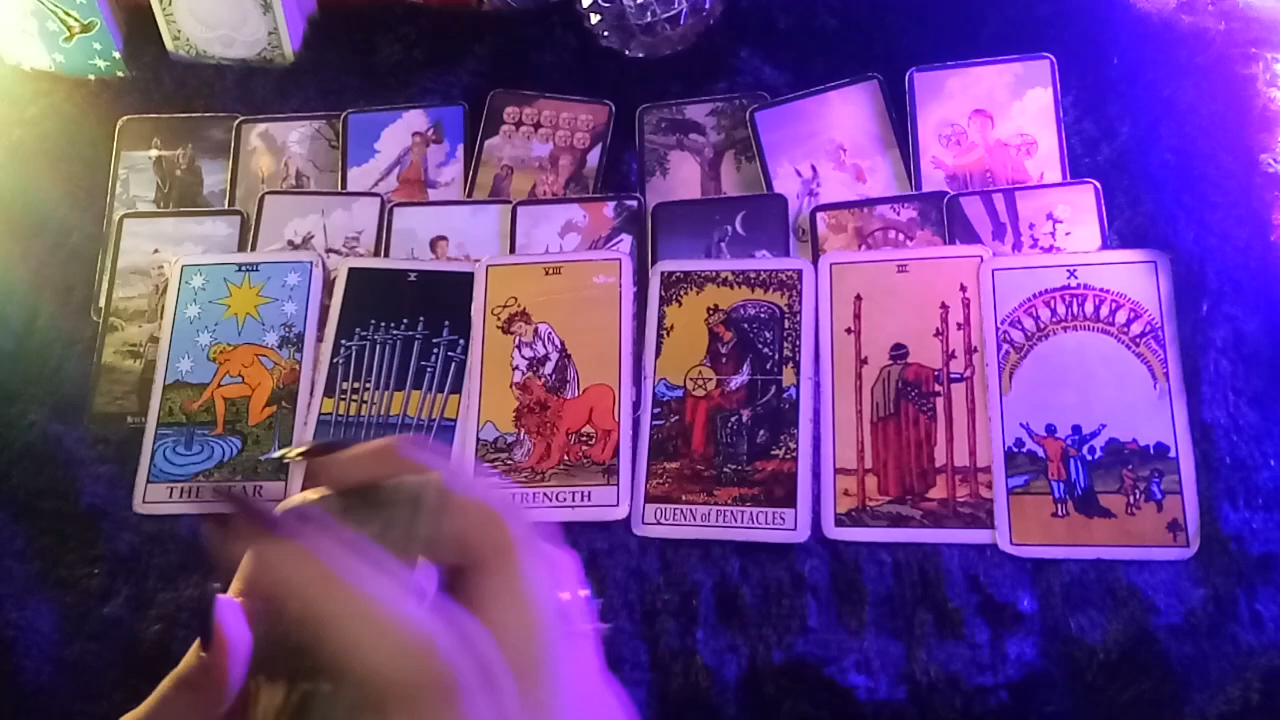 XVII
X
VIII
III
X
THE STAR
TRENGTH
QUENN of PENTACLES